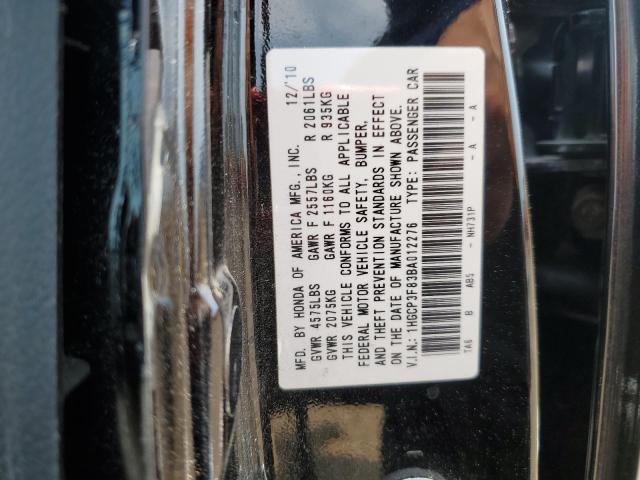 MFD. BY HONDA OF AMERICA MFG., INC. 12/'10
GVWR 4575LBS GAWR F 2557LBS R 2061LBS
GVWR 2075KG GAWR F 1160KG R 935KG
THIS VEHICLE CONFORMS TO ALL APPLICABLE
FEDERAL MOTOR VEHICLE SAFETY, BUMPER,
AND THEFT PREVENTION STANDARDS IN EFFECT
ON THE DATE OF MANUFACTURE SHOWN ABOVE.
V.I.N.: 1HGCP3F83BA012276 TYPE: PASSENGER CAR
TA6 B AB5 - NH731P - A - A